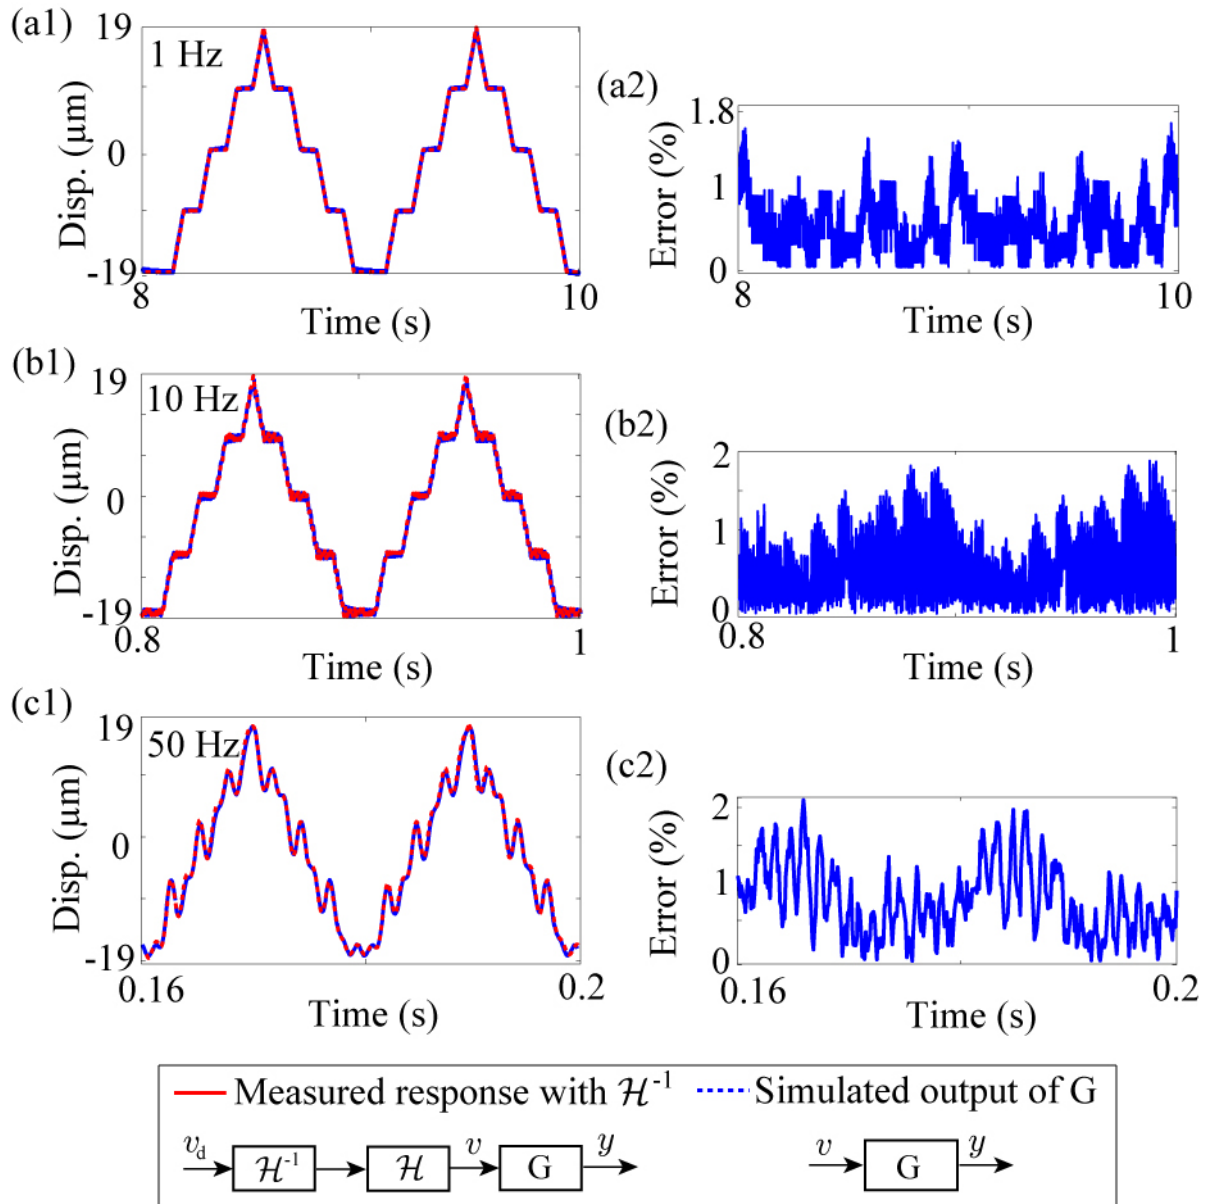 (a1)
19
1 Hz
Disp. (μm)
0
-19
8
10
Time (s)
(a2)
1.8
Error (%)
1
0
8
10
Time (s)
(b1)
19
10 Hz
Disp. (μm)
0
-19
0.8
1
Time (s)
(b2)
2
Error (%)
1
0
0.8
1
Time (s)
(c1)
19
50 Hz
Disp. (μm)
0
-19
0.16
0.2
Time (s)
(c2)
2
Error (%)
1
0
0.16
0.2
Time (s)
Measured response with ℋ⁻¹
Simulated output of G
v_d ℋ⁻¹ ℋ v G y
v G y